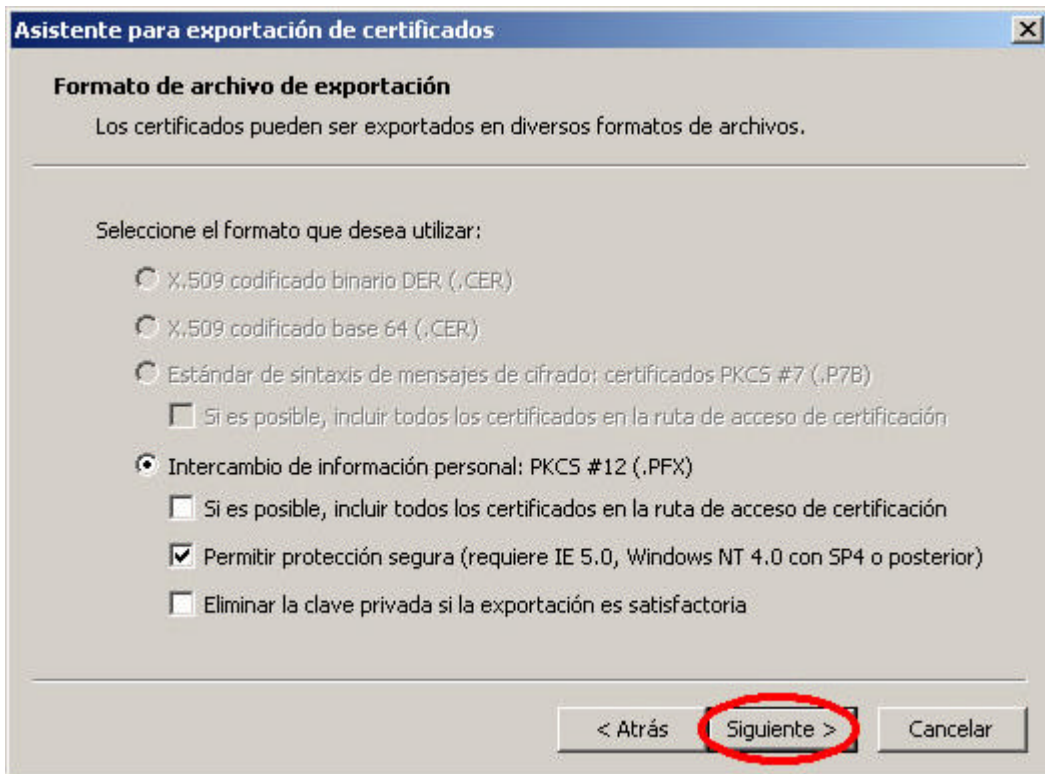 Asistente para exportación de certificados
Formato de archivo de exportación
Los certificados pueden ser exportados en diversos formatos de archivos.
Seleccione el formato que desea utilizar:
X.509 codificado binario DER (.CER)
X.509 codificado base 64 (.CER)
Estándar de sintaxis de mensajes de cifrado: certificados PKCS #7 (.P7B)
Si es posible, incluir todos los certificados en la ruta de acceso de certificación
Intercambio de información personal: PKCS #12 (.PFX)
Si es posible, incluir todos los certificados en la ruta de acceso de certificación
Permitir protección segura (requiere IE 5.0, Windows NT 4.0 con SP4 o posterior)
Eliminar la clave privada si la exportación es satisfactoria
< Atrás Siguiente > Cancelar